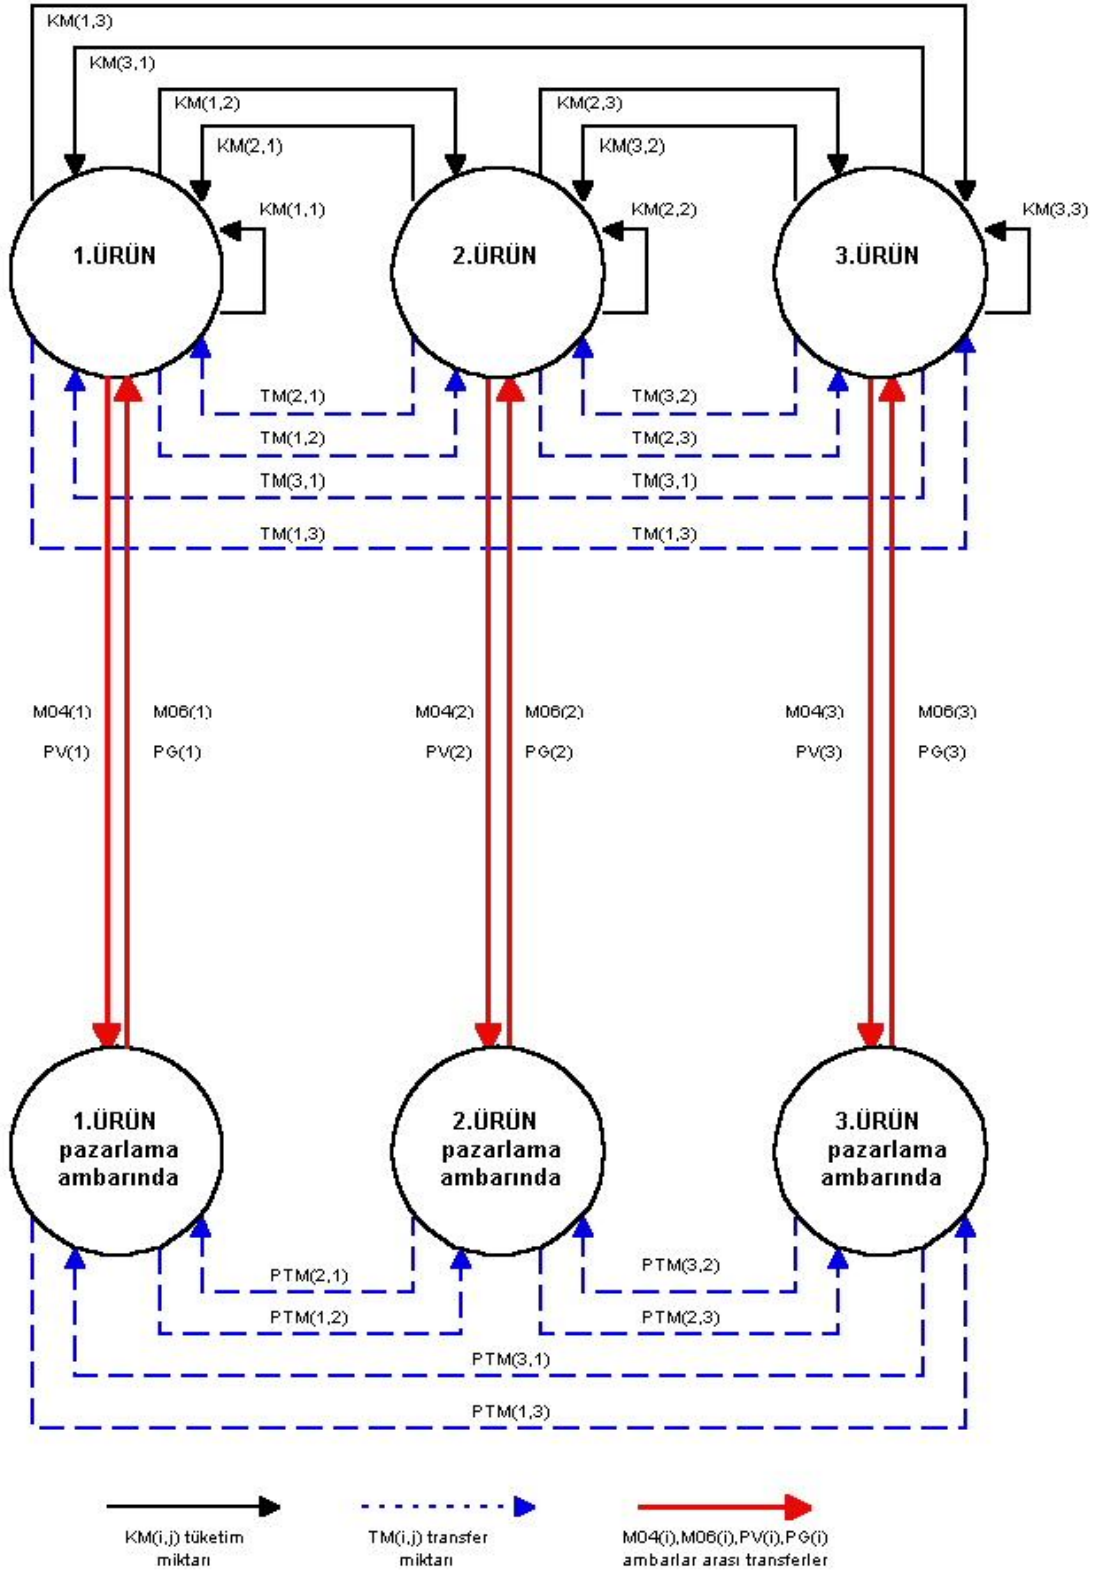 KM(1,3)
KM(3,1)
KM(1,2)
KM(2,3)
KM(2,1)
KM(3,2)
KM(1,1)
KM(2,2)
KM(3,3)
1.ÜRÜN
2.ÜRÜN
3.ÜRÜN
TM(2,1)
TM(3,2)
TM(1,2)
TM(2,3)
TM(3,1)
TM(3,1)
TM(1,3)
TM(1,3)
M04(1)
M06(1)
M04(2)
M06(2)
M04(3)
M06(3)
PV(1)
PG(1)
PV(2)
PG(2)
PV(3)
PG(3)
1.ÜRÜN
pazarlama
ambarında
2.ÜRÜN
pazarlama
ambarında
3.ÜRÜN
pazarlama
ambarında
PTM(2,1)
PTM(3,2)
PTM(1,2)
PTM(2,3)
PTM(3,1)
PTM(1,3)
KM(i,j) tüketim
miktarı
TM(i,j) transfer
miktarı
M04(i),M06(i),PV(i),PG(i)
ambarlar arası transferler